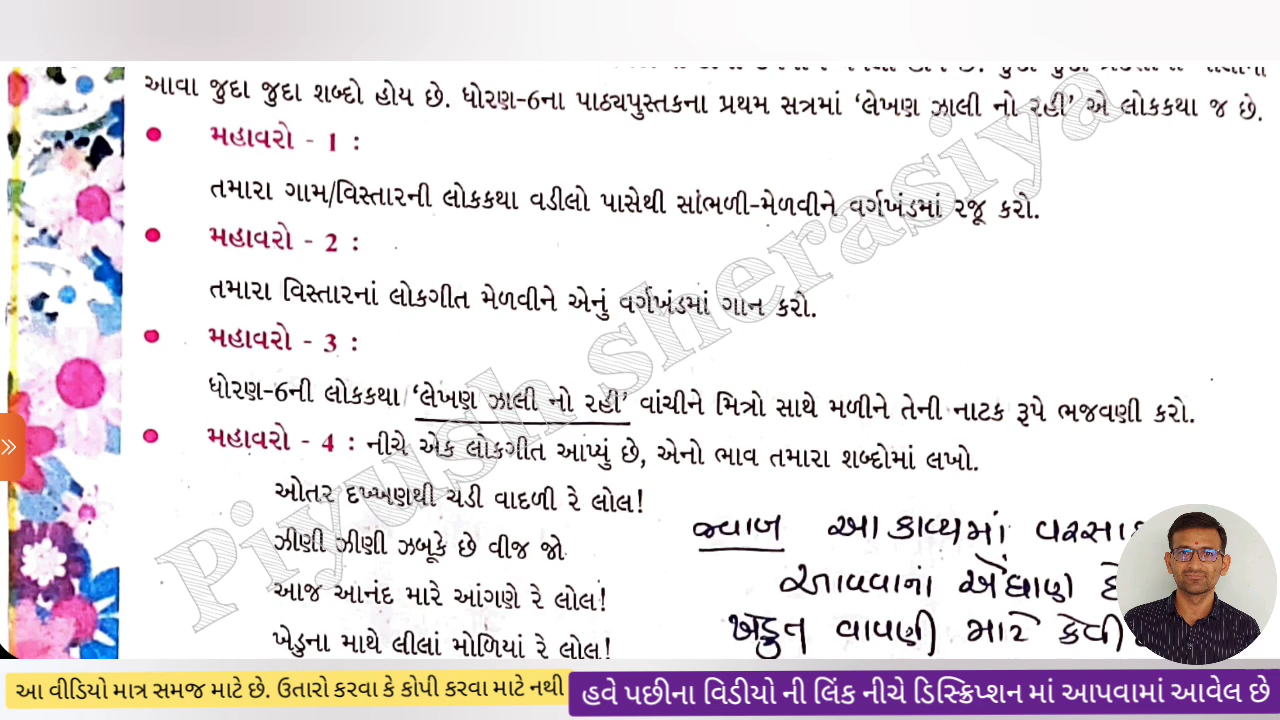 આવા જુદા જુદા શબ્દો હોય છે. ધોરણ-6ના પાઠ્યપુસ્તકના પ્રથમ સત્રમાં ‘લેખણ ઝાલી નો રહી’ એ લોકકથા જ છે.
મહાવરો - 1 :
તમારા ગામ/વિસ્તારની લોકકથા વડીલો પાસેથી સાંભળી-મેળવીને વર્ગખંડમાં રજૂ કરો.
મહાવરો - 2 :
તમારા વિસ્તારનાં લોકગીત મેળવીને એનું વર્ગખંડમાં ગાન કરો.
મહાવરો - 3 :
ધોરણ-6ની લોકકથા ‘લેખણ ઝાલી નો રહી’ વાંચીને મિત્રો સાથે મળીને તેની નાટક રૂપે ભજવણી કરો.
મહાવરો - 4 : નીચે એક લોકગીત આપ્યું છે, એનો ભાવ તમારા શબ્દોમાં લખો.
ઓતર દખ્ખણથી ચડી વાદળી રે લોલ!
ઝીણી ઝીણી ઝબૂકે છે વીજ જો
આજ આનંદ મારે આંગણે રે લોલ!
ખેડુના માથે લીલાં મોળિયાં રે લોલ!
જ્વાબ આ કાવ્યમાં
આવવાનાં એંધાણ
ખેડુત વાવણી માટે કેવી
Piyush sherasiya
આ વીડિયો માત્ર સમજ માટે છે. ઉતારો કરવા કે કોપી કરવા માટે નથી
હવે પછીના વિડીયો ની લિંક નીચે ડિસ્ક્રિપ્શન માં આપવામાં આવેલ છે